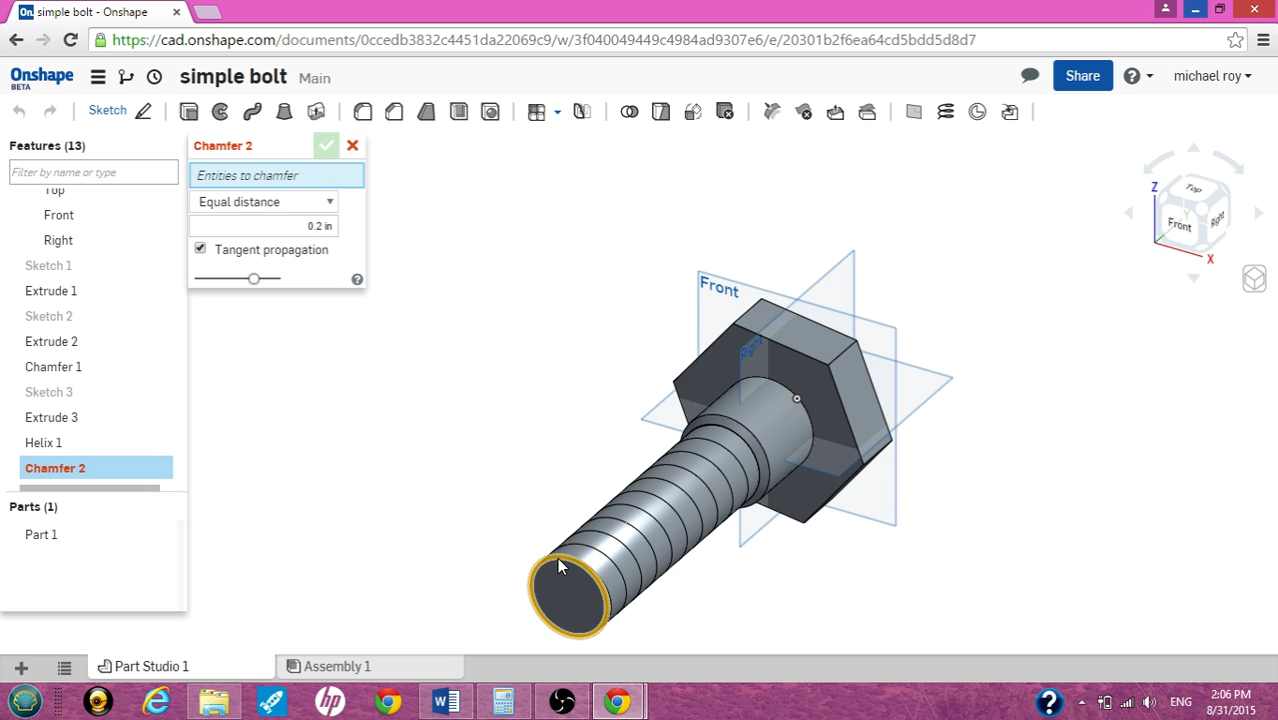 simple bolt - Onshape
https://cad.onshape.com/documents/0ccedb3832c4451da22069c9/w/3f040049449c4984ad9307e6/e/20301b2f6ea64cd5bdd5d8d7
Onshape
BETA
simple bolt Main
Share
michael roy
Sketch
Features (13)
Filter by name or type
Top
Front
Right
Sketch 1
Extrude 1
Sketch 2
Extrude 2
Chamfer 1
Sketch 3
Extrude 3
Helix 1
Chamfer 2
Parts (1)
Part 1
Chamfer 2
Entities to chamfer
Equal distance
0.2 in
Tangent propagation
Front
Right
Z
Top
Front
Right
Y
X
Part Studio 1
Assembly 1
ENG
2:06 PM
8/31/2015